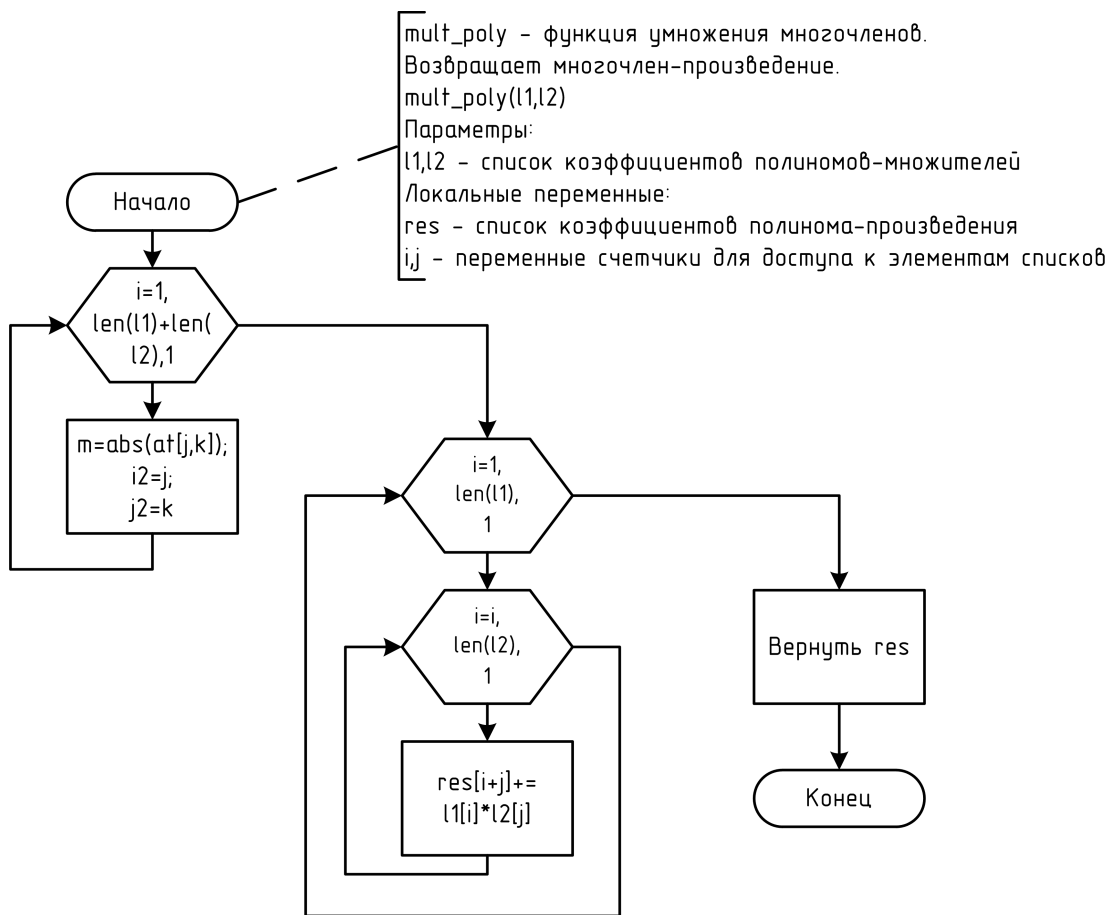 mult_poly – функция умножения многочленов.
Возвращает многочлен-произведение.
mult_poly(l1,l2)
Параметры:
l1,l2 – список коэффициентов полиномов-множителей
Локальные переменные:
res – список коэффициентов полинома-произведения
i,j – переменные счетчики для доступа к элементам списков
Начало
i=1,
len(l1)+len(
l2),1
m=abs(at[j,k]);
i2=j;
j2=k
i=1,
len(l1),
1
i=i,
len(l2),
1
res[i+j]+=
l1[i]*l2[j]
Вернуть res
Конец